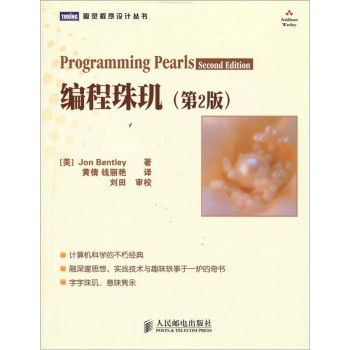 TURING 图灵程序设计丛书
Addison
Wesley
Programming Pearls Second Edition
编程珠玑（第2版）
[美] Jon Bentley 著
黄倩 钱丽艳 译
刘田 审校
计算机科学的不朽经典
融深邃思想、实战技术与趣味轶事于一炉的奇书
字字珠玑，意味隽永
人民邮电出版社
POSTS & TELECOM PRESS